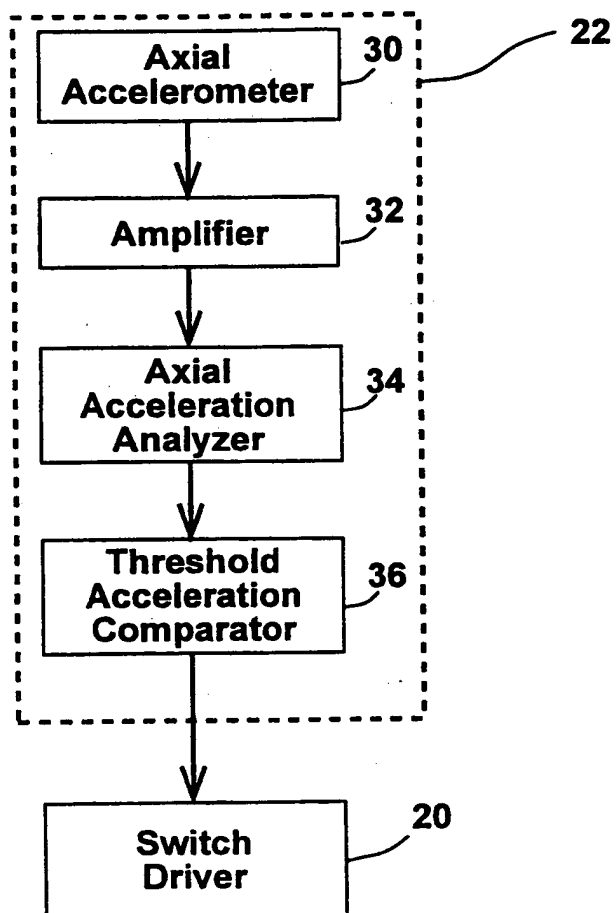 22
Axial
Accelerometer
30
Amplifier
32
Axial
Acceleration
Analyzer
34
Threshold
Acceleration
Comparator
36
Switch
Driver
20